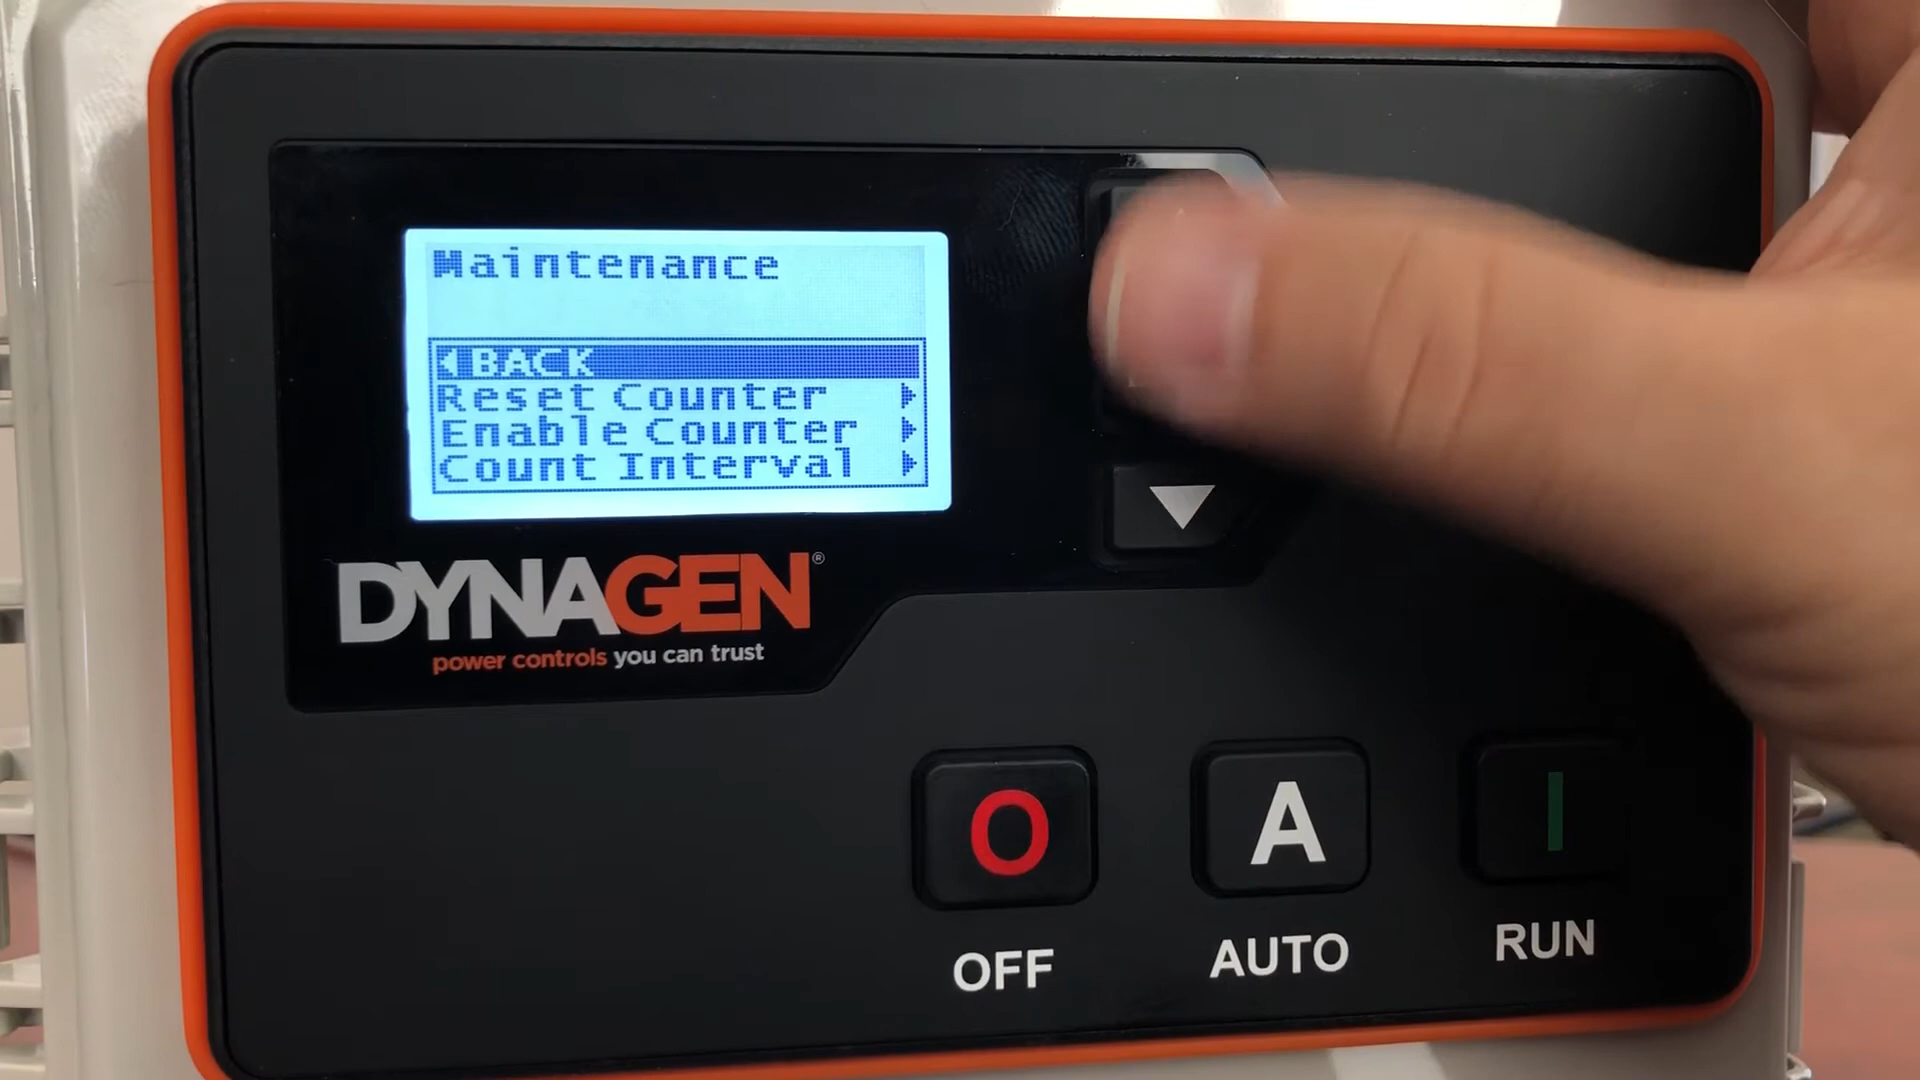 Maintenance
BACK
Reset Counter
Enable Counter
Count Interval
DYNAGEN®
power controls you can trust
O
A
I
OFF
AUTO
RUN